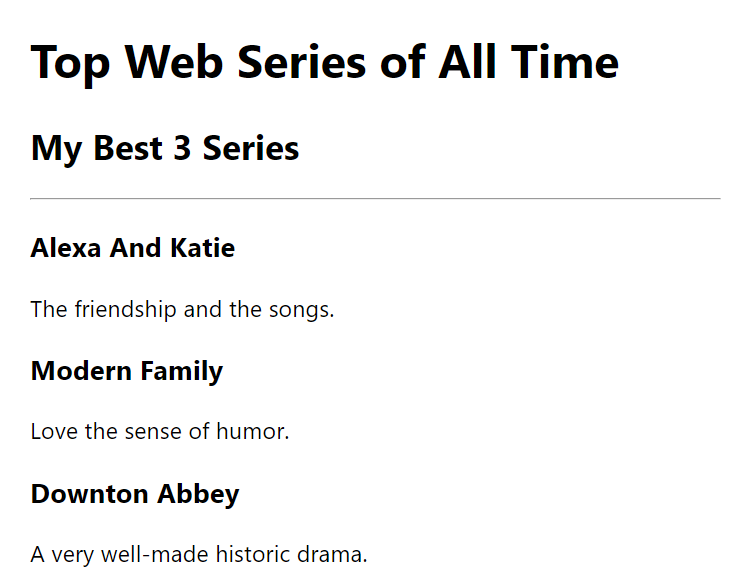 Top Web Series of All Time
My Best 3 Series
Alexa And Katie
The friendship and the songs.
Modern Family
Love the sense of humor.
Downton Abbey
A very well-made historic drama.